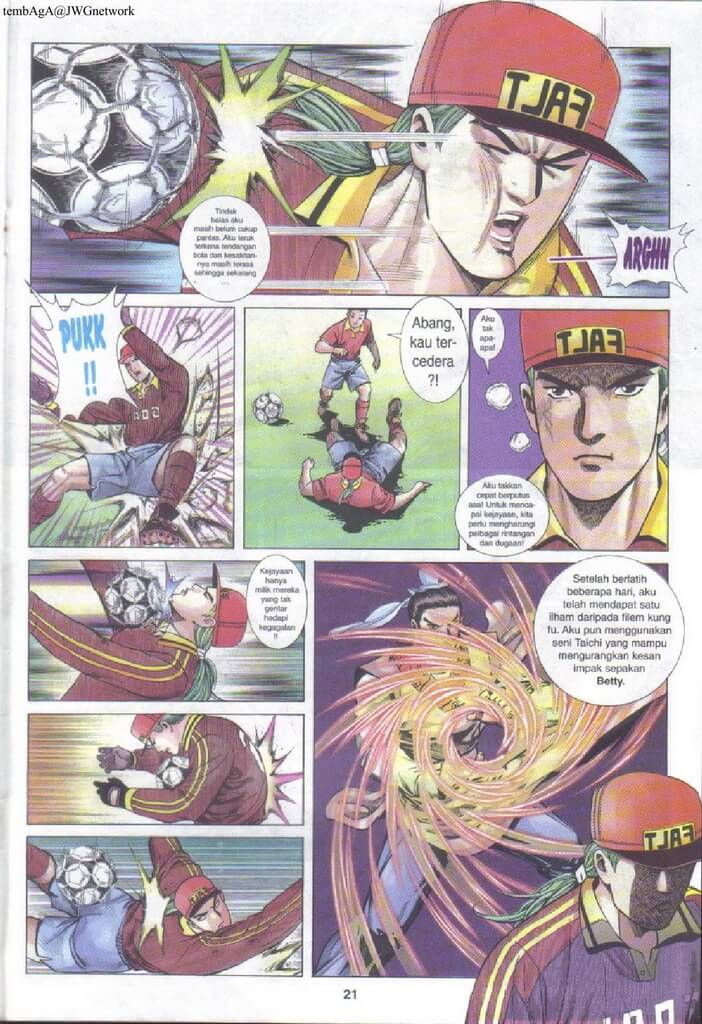 tembAgA@JWGnetwork
FALT
Tindak
balas aku
masih belum cukup
pantas. Aku teruk
terkena tendangan
bola dan kesakitan-
nya masih terasa
sehingga sekarang
...
ARGHH
PUKK
!!
Abang,
kau ter-
cedera
?!
Aku
tak
apa-
apa!
FALT
Aku takkan
cepat berputus
asa! Untuk menca-
pai kejayaan, kita
perlu mengharungi
pelbagai rintangan
dan dugaan!
Kejayaan
hanya
milik mereka
yang tak
gentar
hadapi
kegagalan
!!
Setelah berlatih
beberapa hari, aku
telah mendapat satu
ilham daripada filem kung
fu. Aku pun menggunakan
seni Taichi yang mampu
mengurangkan kesan
impak sepakan
Betty.
FALT
21